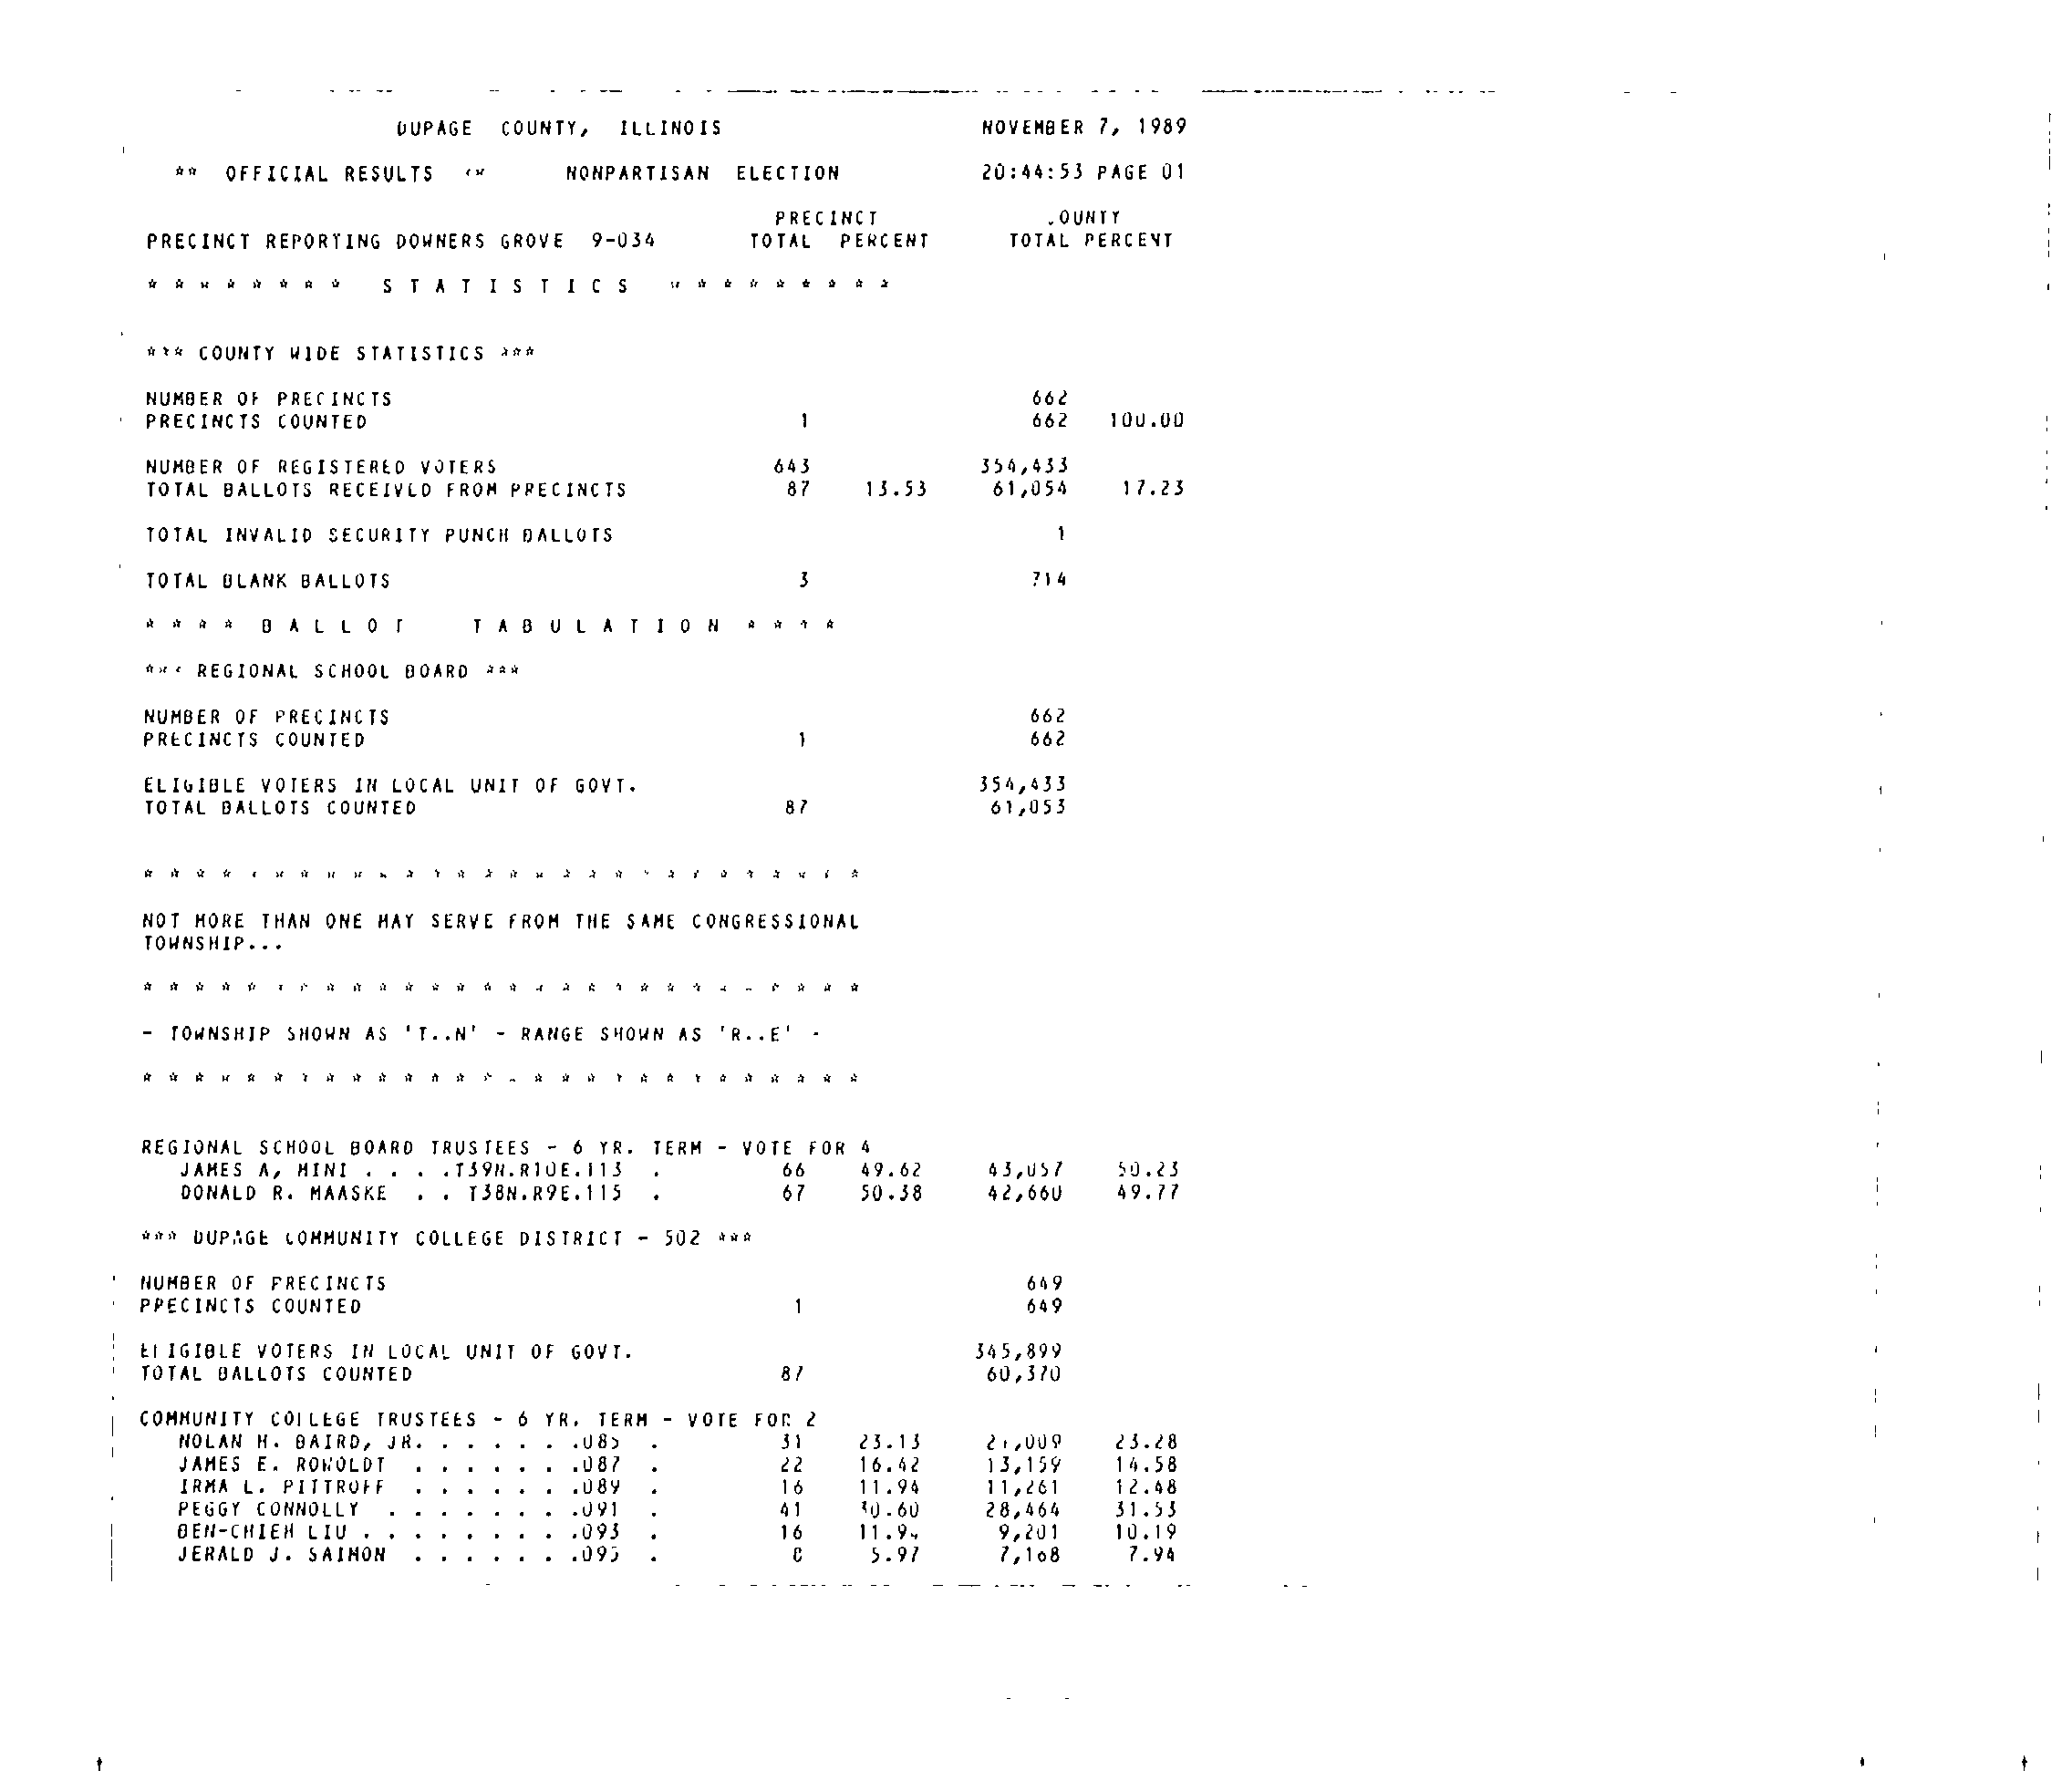 DUPAGE COUNTY, ILLINOIS NOVEMBER 7, 1989
** OFFICIAL RESULTS ** NONPARTISAN ELECTION 20:44:53 PAGE 01
PRECINCT COUNTY
PRECINCT REPORTING DOWNERS GROVE 9-034 TOTAL PERCENT TOTAL PERCENT
* * * * * * * * S T A T I S T I C S * * * * * * * * *
*** COUNTY WIDE STATISTICS ***
NUMBER OF PRECINCTS 662
PRECINCTS COUNTED 1 662 100.00
NUMBER OF REGISTERED VOTERS 643 354,433
TOTAL BALLOTS RECEIVED FROM PRECINCTS 87 13.53 61,054 17.23
TOTAL INVALID SECURITY PUNCH BALLOTS 1
TOTAL BLANK BALLOTS 3 714
* * * * B A L L O T T A B U L A T I O N * * * *
*** REGIONAL SCHOOL BOARD ***
NUMBER OF PRECINCTS 662
PRECINCTS COUNTED 1 662
ELIGIBLE VOTERS IN LOCAL UNIT OF GOVT. 354,433
TOTAL BALLOTS COUNTED 87 61,053
* * * * * * * * * * * * * * * * * * * * * * * * * * * *
NOT MORE THAN ONE MAY SERVE FROM THE SAME CONGRESSIONAL
TOWNSHIP...
* * * * * * * * * * * * * * * * * * * * * * * * * * * *
- TOWNSHIP SHOWN AS 'T..N' - RANGE SHOWN AS 'R..E' -
* * * * * * * * * * * * * * * * * * * * * * * * * * * *
REGIONAL SCHOOL BOARD TRUSTEES - 6 YR. TERM - VOTE FOR 4
JAMES A, MINI . . . .T39N.R10E.113 . 66 49.62 43,057 50.23
DONALD R. MAASKE . . T38N.R9E.115 . 67 50.38 42,660 49.77
*** DUPAGE COMMUNITY COLLEGE DISTRICT - 502 ***
NUMBER OF PRECINCTS 649
PRECINCTS COUNTED 1 649
ELIGIBLE VOTERS IN LOCAL UNIT OF GOVT. 345,899
TOTAL BALLOTS COUNTED 87 60,370
COMMUNITY COLLEGE TRUSTEES - 6 YR. TERM - VOTE FOR 2
NOLAN H. BAIRD, JR. . . . . . .085 . 31 23.13 21,009 23.28
JAMES E. ROWOLDT . . . . . . .087 . 22 16.42 13,159 14.58
IRMA L. PITTROFF . . . . . . .089 . 16 11.94 11,261 12.48
PEGGY CONNOLLY . . . . . . . .091 . 41 30.60 28,464 31.53
BEN-CHIEH LIU . . . . . . . . .093 . 16 11.94 9,201 10.19
JERALD J. SAIMON . . . . . . .095 . 8 5.97 7,168 7.94